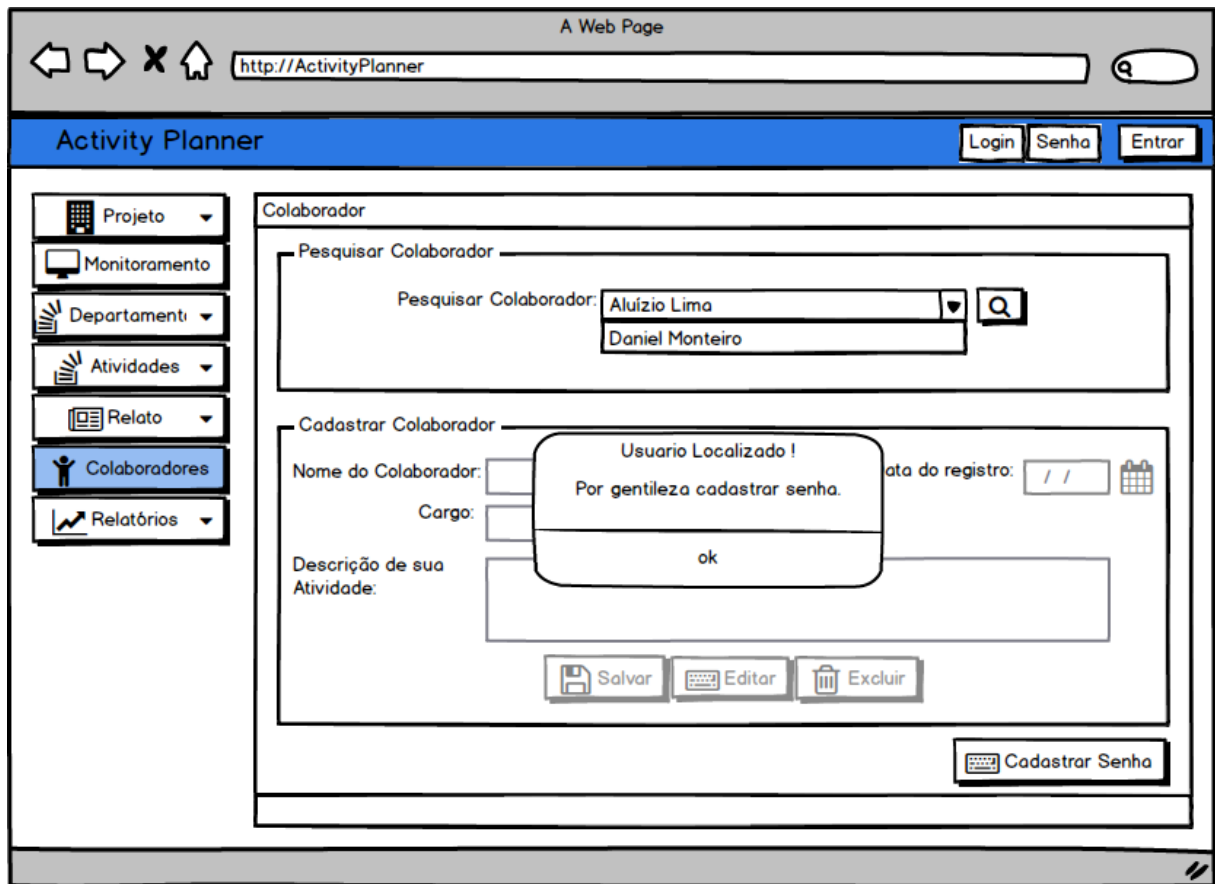 A Web Page
http://ActivityPlanner
Activity Planner
Login
Senha
Entrar
Projeto
Monitoramento
Departament
Atividades
Relato
Colaboradores
Relatórios
Colaborador
Pesquisar Colaborador
Pesquisar Colaborador:
Aluízio Lima
Daniel Monteiro
Cadastrar Colaborador
Nome do Colaborador:
ata do registro:
/ /
Cargo:
Descrição de sua
Atividade:
Usuario Localizado !
Por gentileza cadastrar senha.
ok
Salvar
Editar
Excluir
Cadastrar Senha